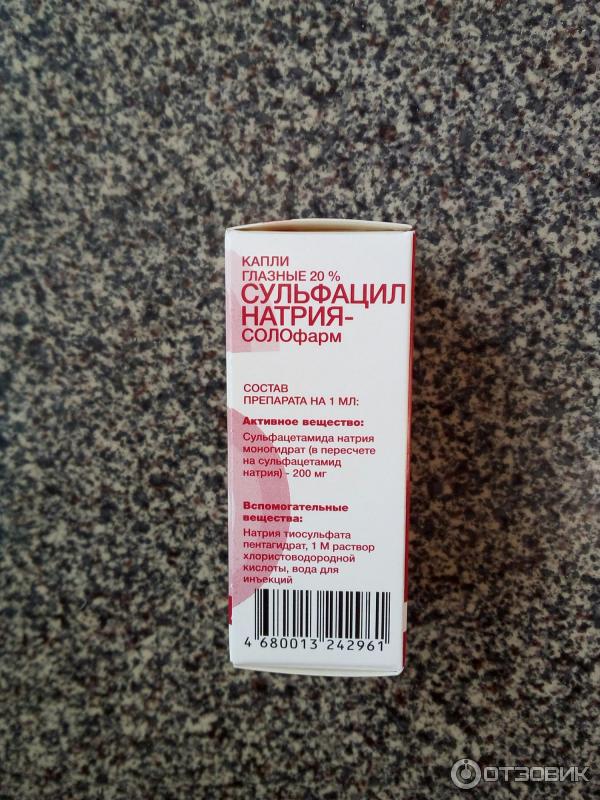 КАПЛИ
ГЛАЗНЫЕ 20 %
СУЛЬФАЦИЛ
НАТРИЯ-
СОЛОфарм
СОСТАВ
ПРЕПАРАТА НА 1 МЛ:
Активное вещество:
Сульфацетамида натрия
моногидрат (в пересчете
на сульфацетамид
натрия) - 200 мг
Вспомогательные
вещества:
Натрия тиосульфата
пентагидрат, 1 М раствор
хлористоводородной
кислоты, вода для
инъекций
4 680013 242961
ОТЗОВИК